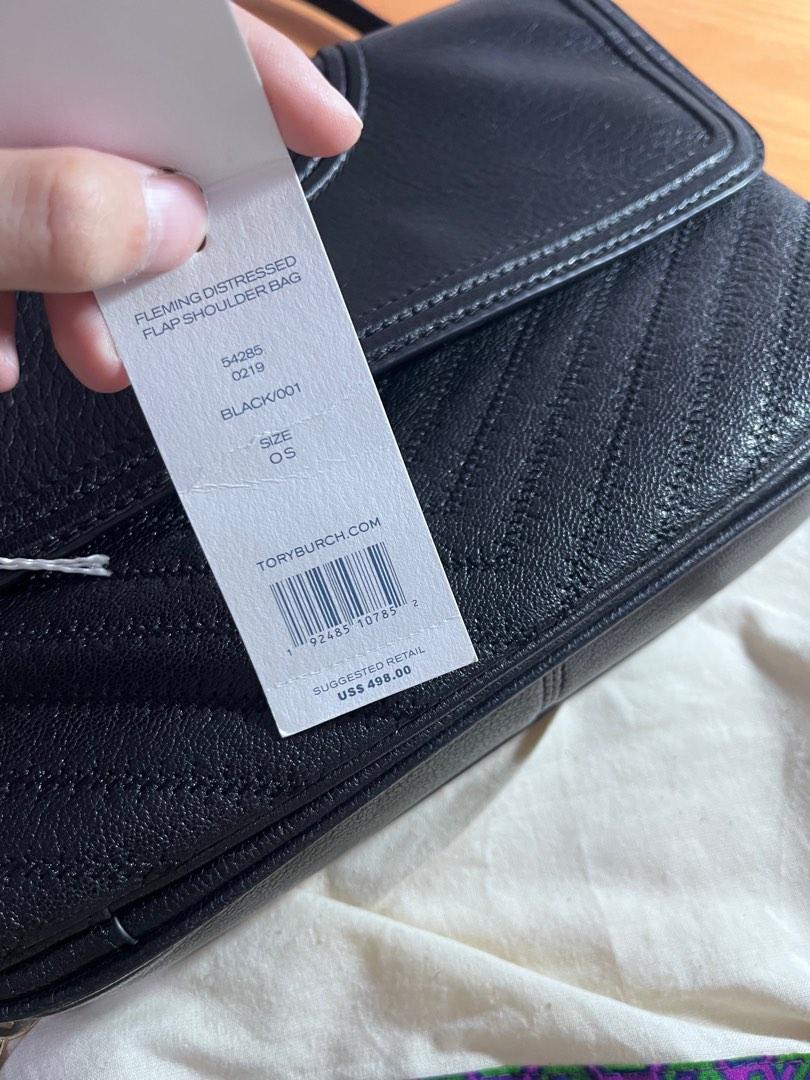 FLEMING DISTRESSED
FLAP SHOULDER BAG
54285
0219
BLACK/001
SIZE
OS
TORYBURCH.COM
1 92485 10785 2
SUGGESTED RETAIL
US$ 498.00